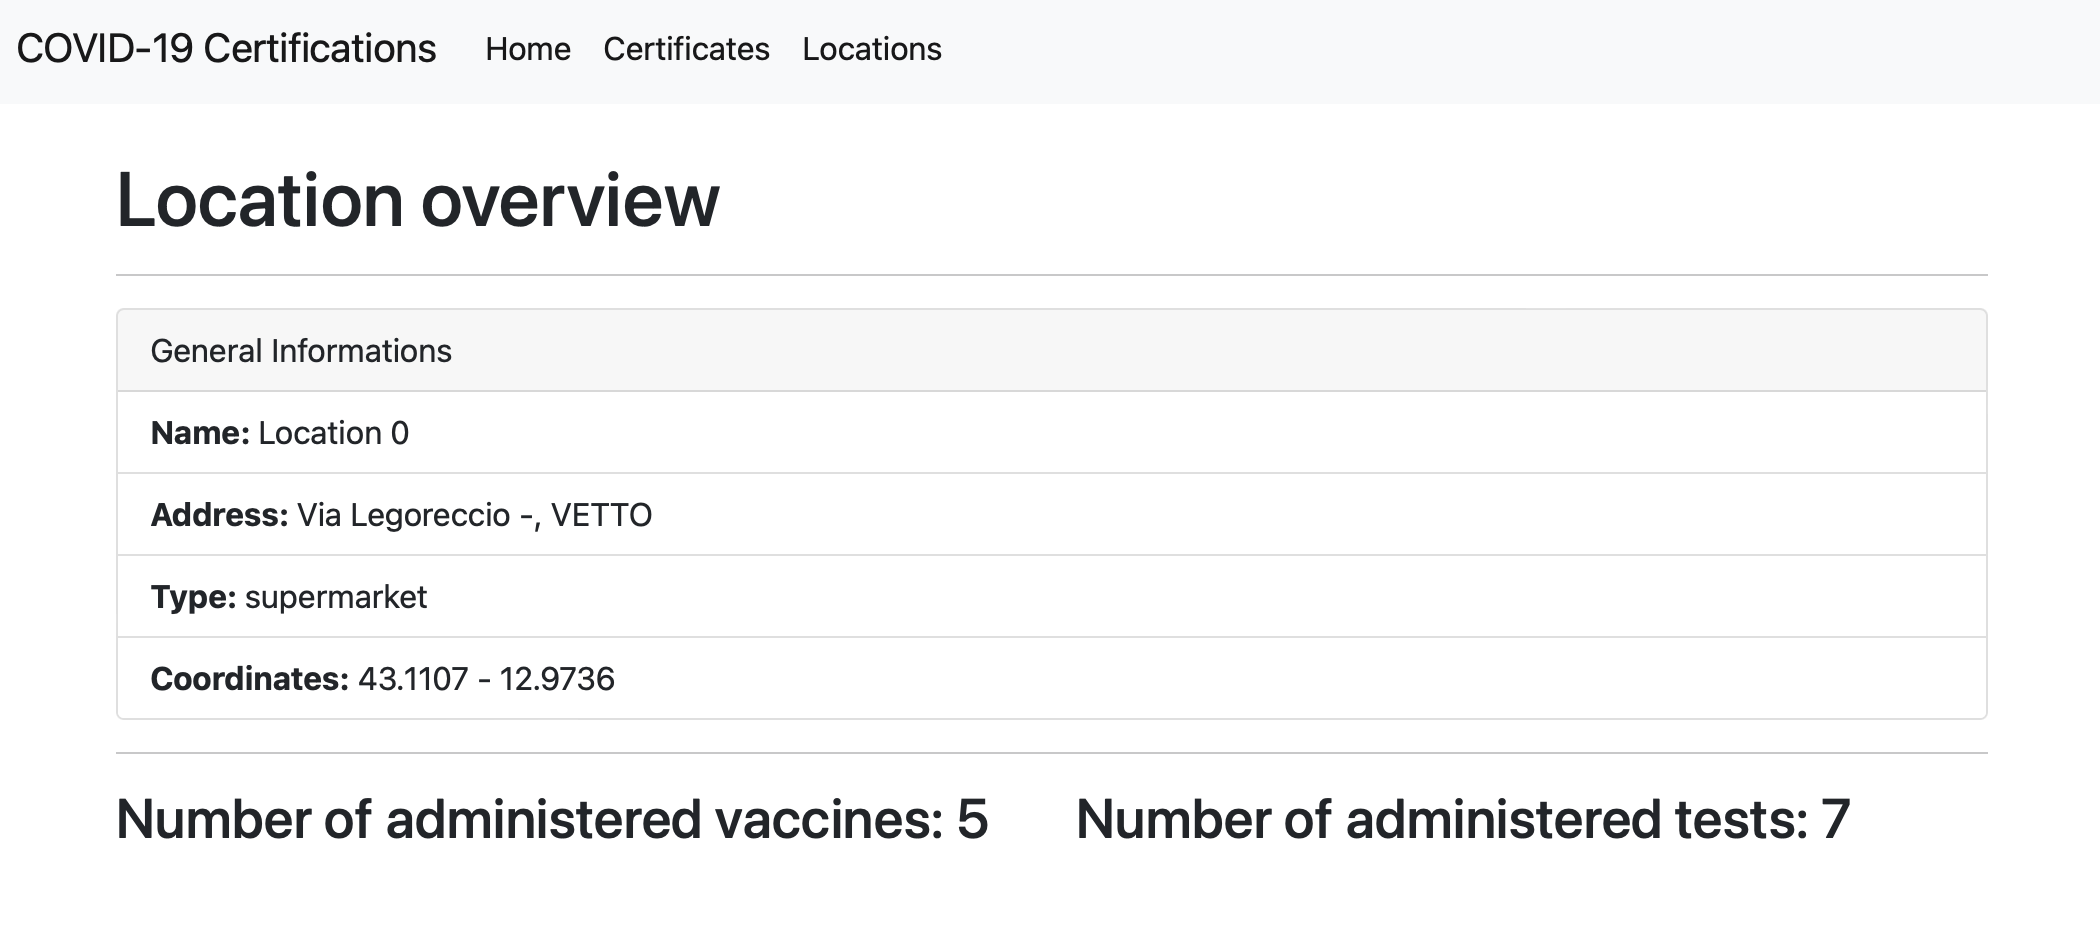 COVID-19 Certifications Home Certificates Locations
Location overview
General Informations
Name: Location 0
Address: Via Legoreccio -, VETTO
Type: supermarket
Coordinates: 43.1107 - 12.9736
Number of administered vaccines: 5 Number of administered tests: 7